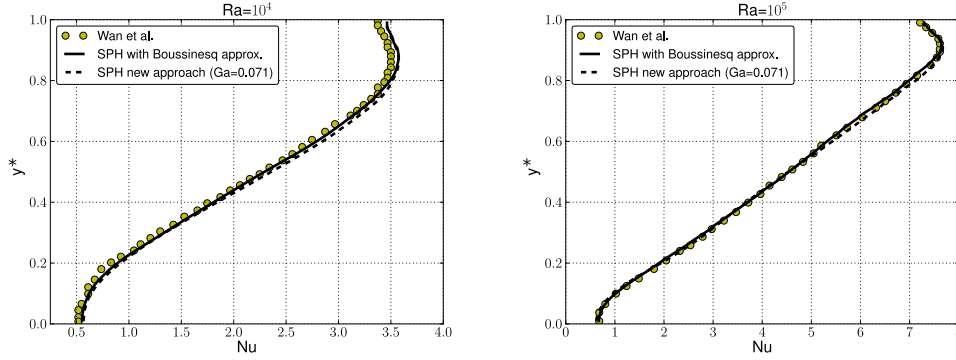 Ra=10⁴
1.0
0.8
0.6
0.4
0.2
0.0
y*
Wan et al.
SPH with Boussinesq approx.
SPH new approach (Ga=0.071)
0.5 1.0 1.5 2.0 2.5 3.0 3.5 4.0
Nu
Ra=10⁵
1.0
0.8
0.6
0.4
0.2
0.0
y*
Wan et al.
SPH with Boussinesq approx.
SPH new approach (Ga=0.071)
0 1 2 3 4 5 6 7
Nu